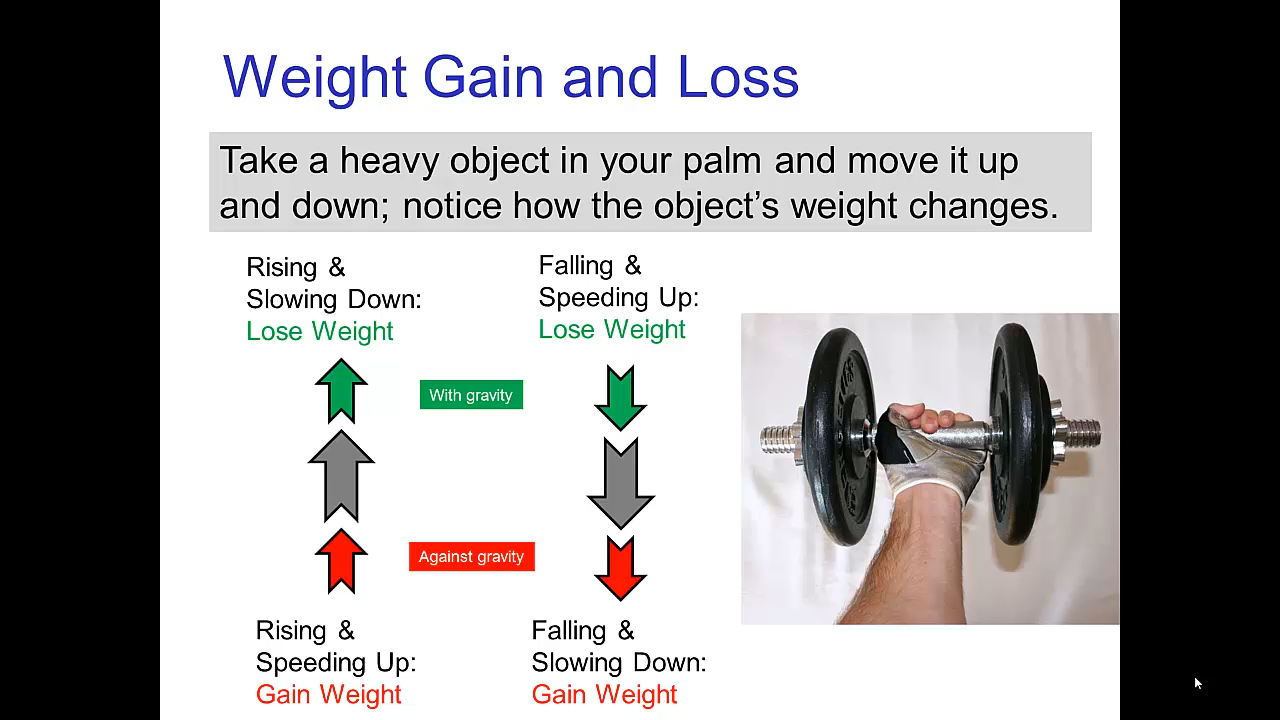 Weight Gain and Loss
Take a heavy object in your palm and move it up
and down; notice how the object's weight changes.
Rising &
Slowing Down:
Lose Weight
Falling &
Speeding Up:
Lose Weight
With gravity
Against gravity
Rising &
Speeding Up:
Gain Weight
Falling &
Slowing Down:
Gain Weight